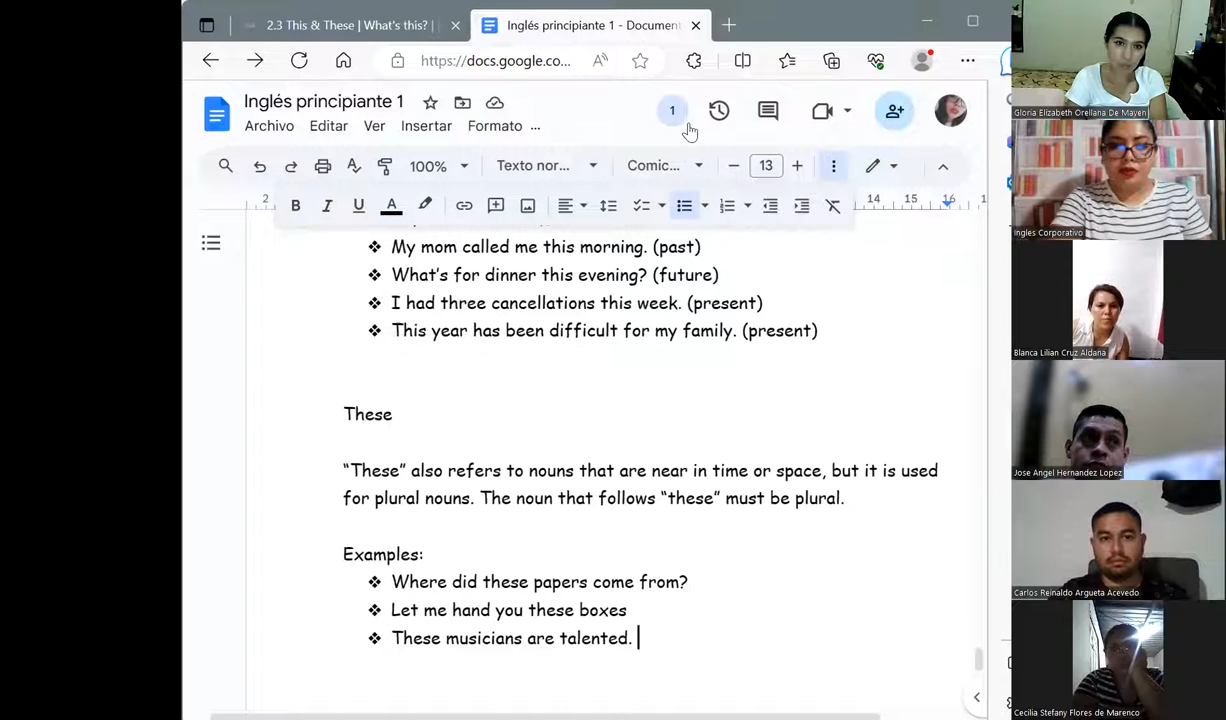 2.3 This & These | What's this? |
Inglés principiante 1 - Document
https://docs.google.co...
Inglés principiante 1
Archivo Editar Ver Insertar Formato ...
1
100% Texto nor... Comic... 13
2 14 15 16 1
My mom called me this morning. (past)
What's for dinner this evening? (future)
I had three cancellations this week. (present)
This year has been difficult for my family. (present)
These
“These” also refers to nouns that are near in time or space, but it is used
for plural nouns. The noun that follows “these” must be plural.
Examples:
Where did these papers come from?
Let me hand you these boxes
These musicians are talented.
Gloria Elizabeth Orellana De Mayen
Ingles Corporativo
Blanca Lilian Cruz Aldana
Jose Angel Hernandez Lopez
Carlos Reinaldo Argueta Acevedo
Cecilia Stefany Flores de Marenco